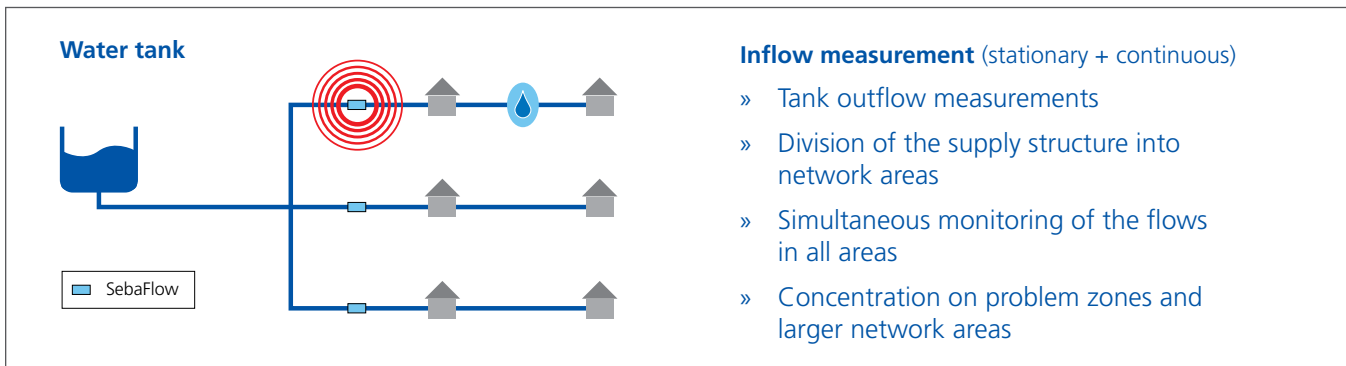 Water tank
SebaFlow
Inflow measurement (stationary + continuous)
» Tank outflow measurements
» Division of the supply structure into
network areas
» Simultaneous monitoring of the flows
in all areas
» Concentration on problem zones and
larger network areas